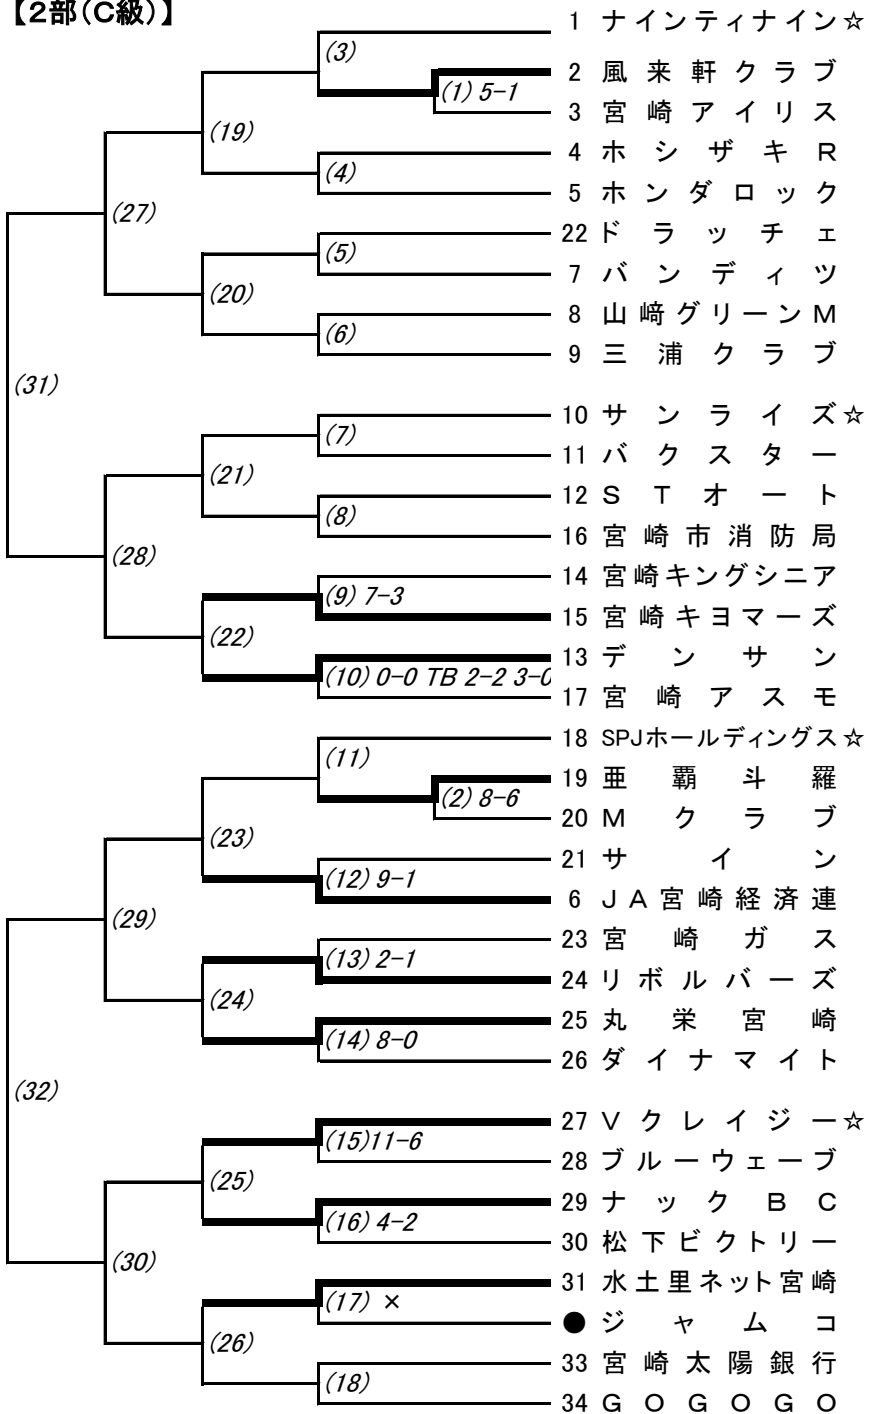 【２部（Ｃ級）】
1 ナインティナイン☆
(3)
2 風来軒クラブ
(1) 5-1
3 宮崎アイリス
(19)
4 ホシザキＲ
(4)
5 ホンダロック
(27)
22 ドラッチェ
(5)
7 バンディツ
(20)
8 山﨑グリーンＭ
(6)
9 三浦クラブ
(31)
10 サンライズ☆
(7)
11 バクスター
(21)
12 ＳＴオート
(8)
16 宮崎市消防局
(28)
14 宮崎キングシニア
(9) 7-3
15 宮崎キヨマーズ
(22)
13 デンサン
(10) 0-0 TB 2-2 3-0
17 宮崎アスモ
18 SPJホールディングス☆
(11)
19 亜覇斗羅
(2) 8-6
20 Ｍクラブ
(23)
21 サイン
(12) 9-1
6 ＪＡ宮崎経済連
(29)
23 宮崎ガス
(13) 2-1
24 リボルバーズ
(24)
25 丸栄宮崎
(14) 8-0
26 ダイナマイト
(32)
27 Ｖクレイジー☆
(15)11-6
28 ブルーウェーブ
(25)
29 ナックＢＣ
(16) 4-2
30 松下ビクトリー
(30)
31 水土里ネット宮崎
(17) ×
● ジャムコ
(26)
33 宮崎太陽銀行
(18)
34 ＧＯＧＯＧＯ